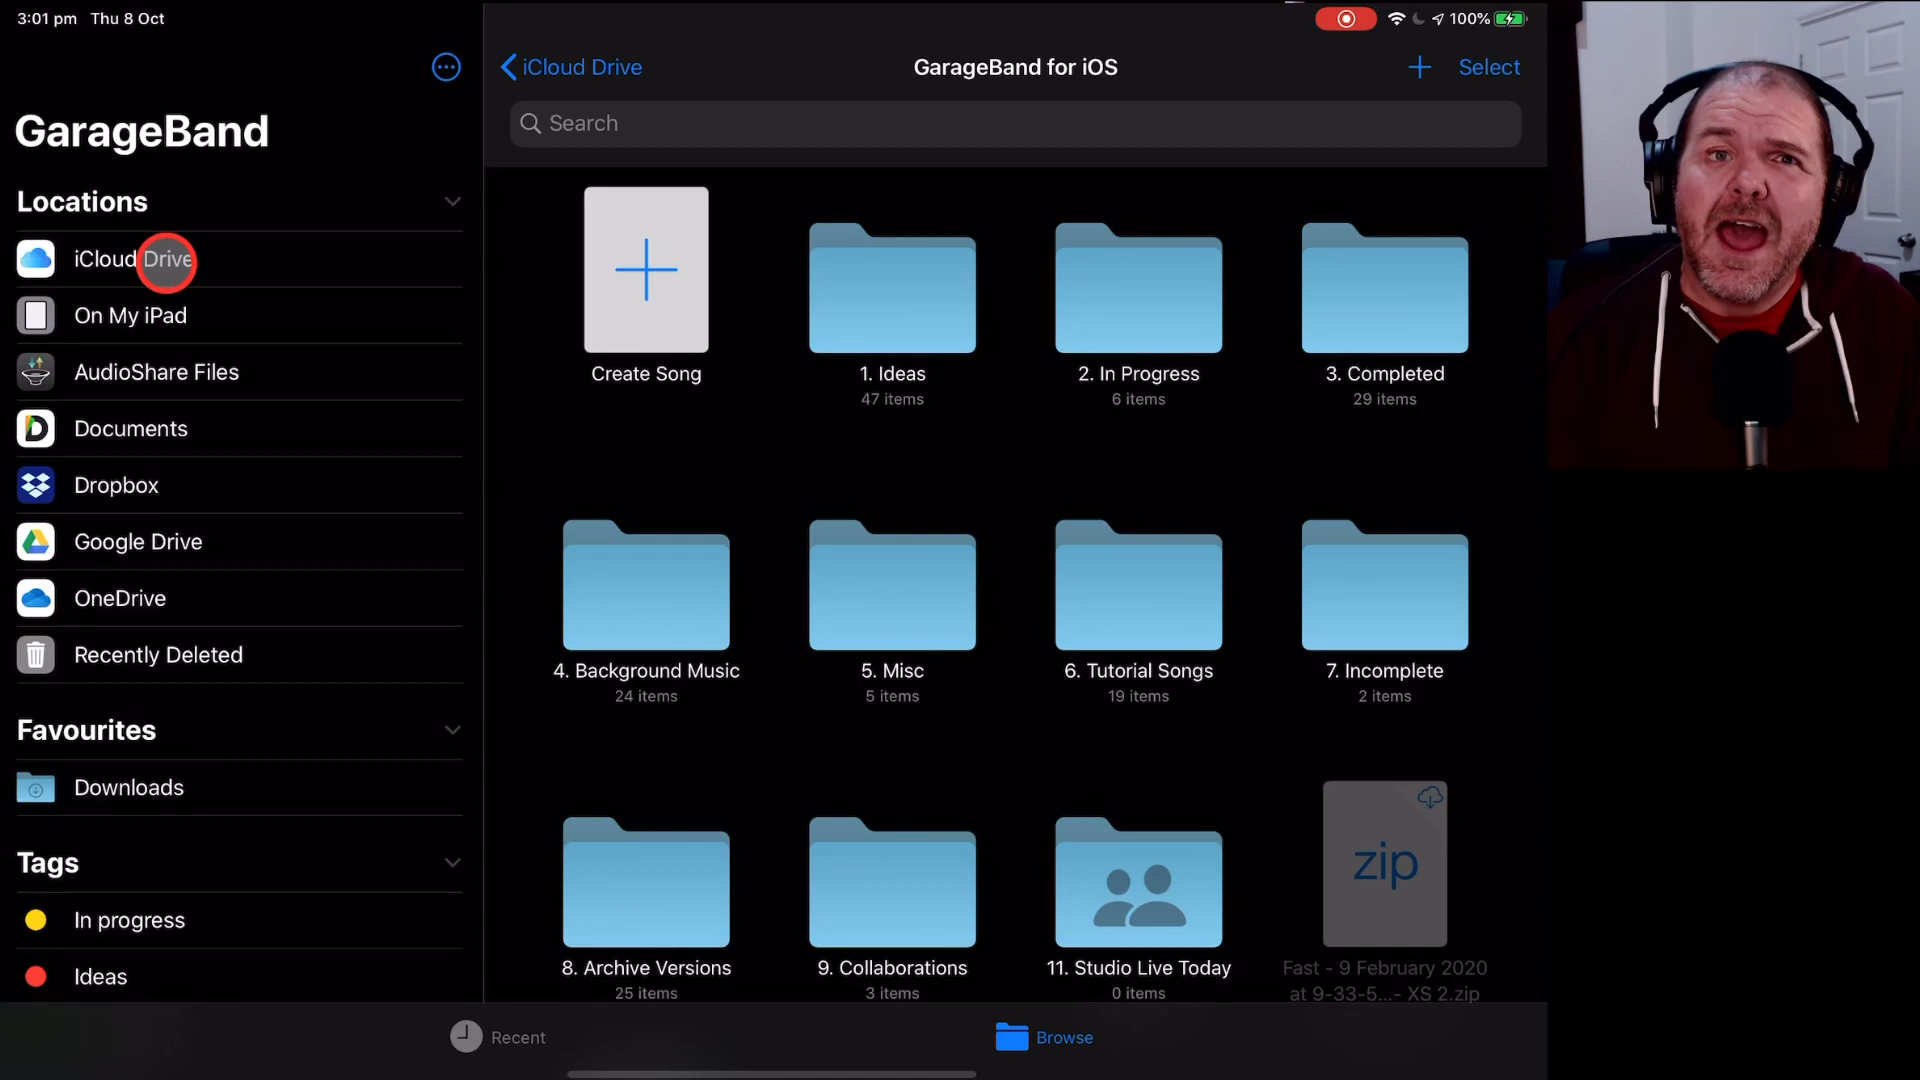 3:01 pm Thu 8 Oct
100%
GarageBand
Locations
iCloud Drive
On My iPad
AudioShare Files
Documents
Dropbox
Google Drive
OneDrive
Recently Deleted
Favourites
Downloads
Tags
In progress
Ideas
iCloud Drive
GarageBand for iOS
Select
Search
Create Song
1. Ideas
47 items
2. In Progress
6 items
3. Completed
29 items
4. Background Music
24 items
5. Misc
5 items
6. Tutorial Songs
19 items
7. Incomplete
2 items
8. Archive Versions
25 items
9. Collaborations
3 items
11. Studio Live Today
0 items
zip
Fast - 9 February 2020
at 9-33-5...- XS 2.zip
Recent
Browse